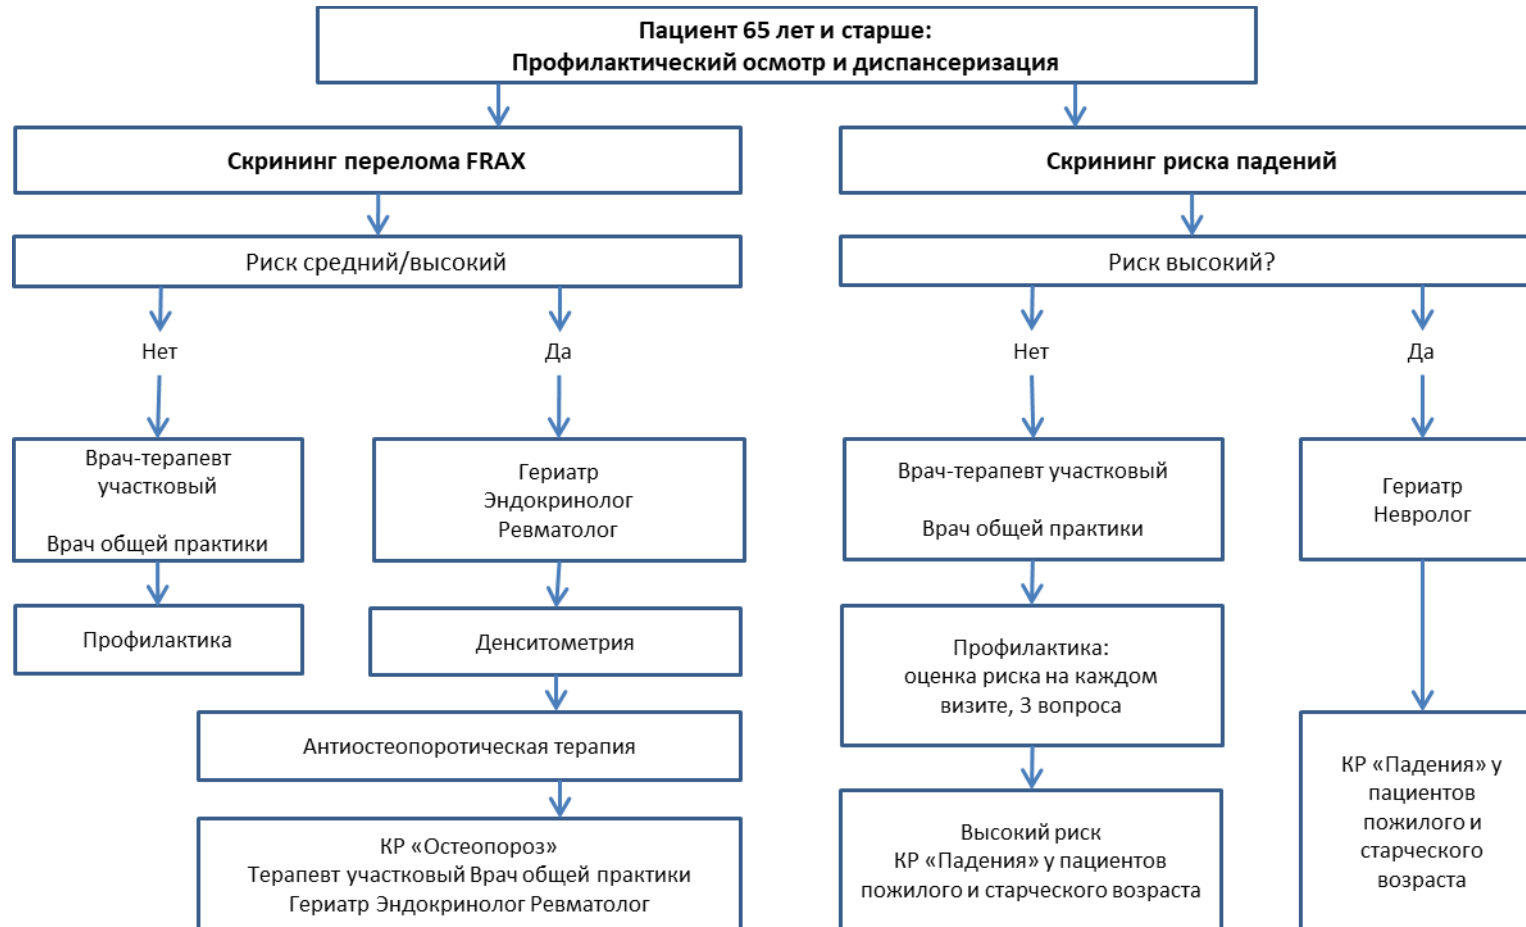 Пациент 65 лет и старше:
Профилактический осмотр и диспансеризация
Скрининг перелома FRAX
Скрининг риска падений
Риск средний/высокий
Риск высокий?
Нет
Да
Нет
Да
Врач-терапевт
участковый
Врач общей практики
Гериатр
Эндокринолог
Ревматолог
Врач-терапевт участковый
Врач общей практики
Гериатр
Невролог
Профилактика
Денситометрия
Профилактика:
оценка риска на каждом
визите, 3 вопроса
Антиостеопоротическая терапия
КР «Падения» у
пациентов
пожилого и
старческого
возраста
КР «Остеопороз»
Терапевт участковый Врач общей практики
Гериатр Эндокринолог Ревматолог
Высокий риск
КР «Падения» у пациентов
пожилого и старческого возраста